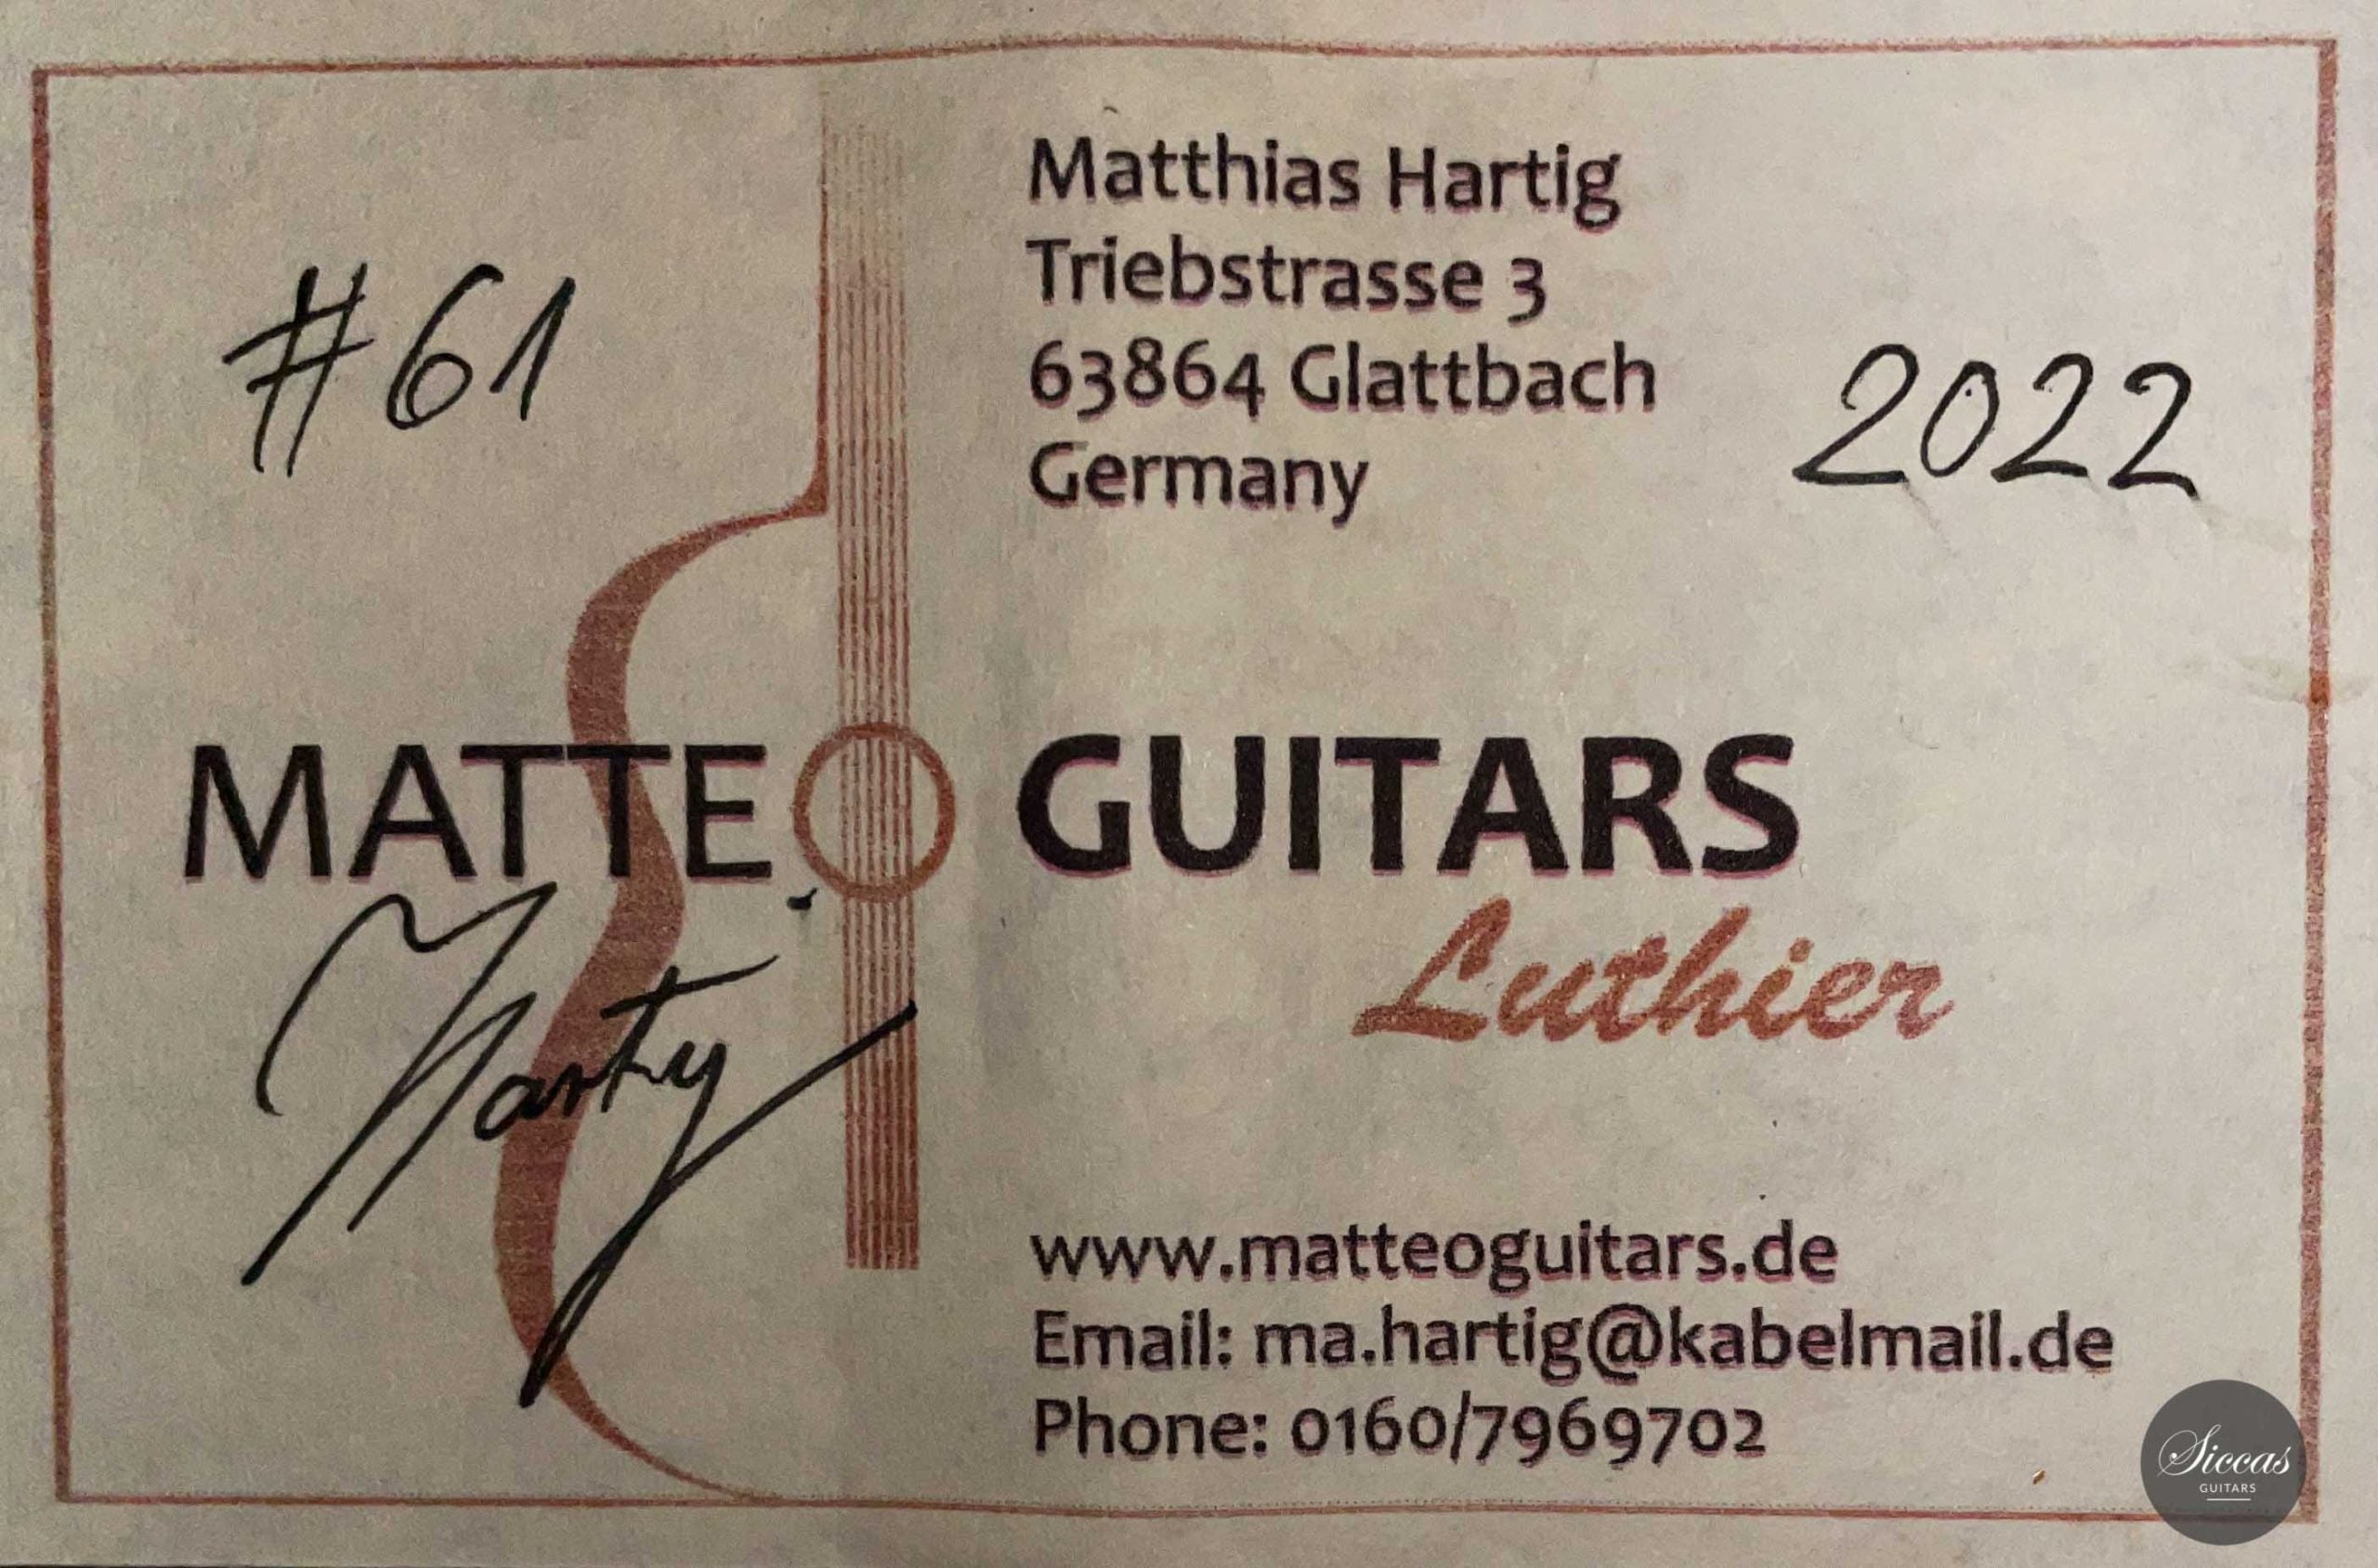 #61
Matthias Hartig
Triebstrasse 3
63864 Glattbach
Germany
2022
MATTEO GUITARS
Luthier
M Hartig
www.matteoguitars.de
Email: ma.hartig@kabelmail.de
Phone: 0160/7969702
Siccas
GUITARS